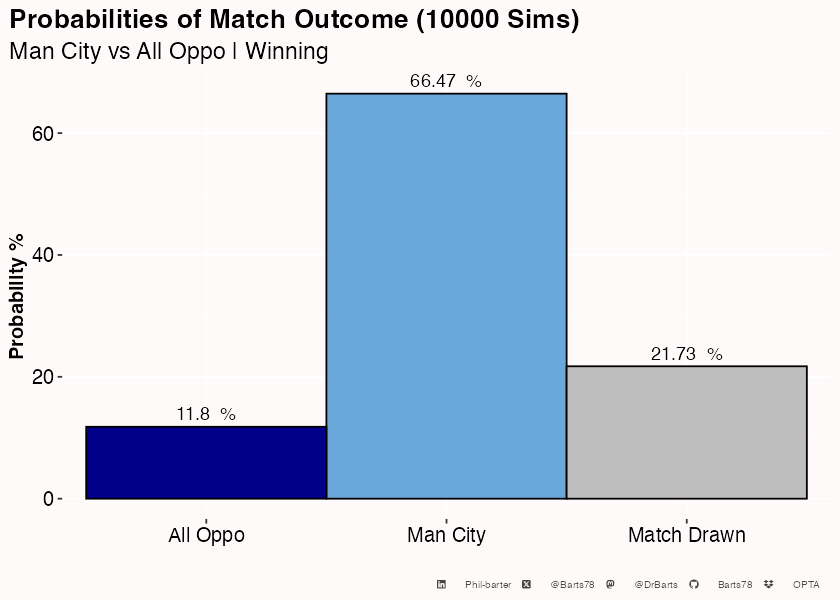 Probabilities of Match Outcome (10000 Sims)
Man City vs All Oppo | Winning
Probability %
60
40
20
0
11.8 %
66.47 %
21.73 %
All Oppo
Man City
Match Drawn
Phil-barter @Barts78 @DrBarts Barts78 OPTA